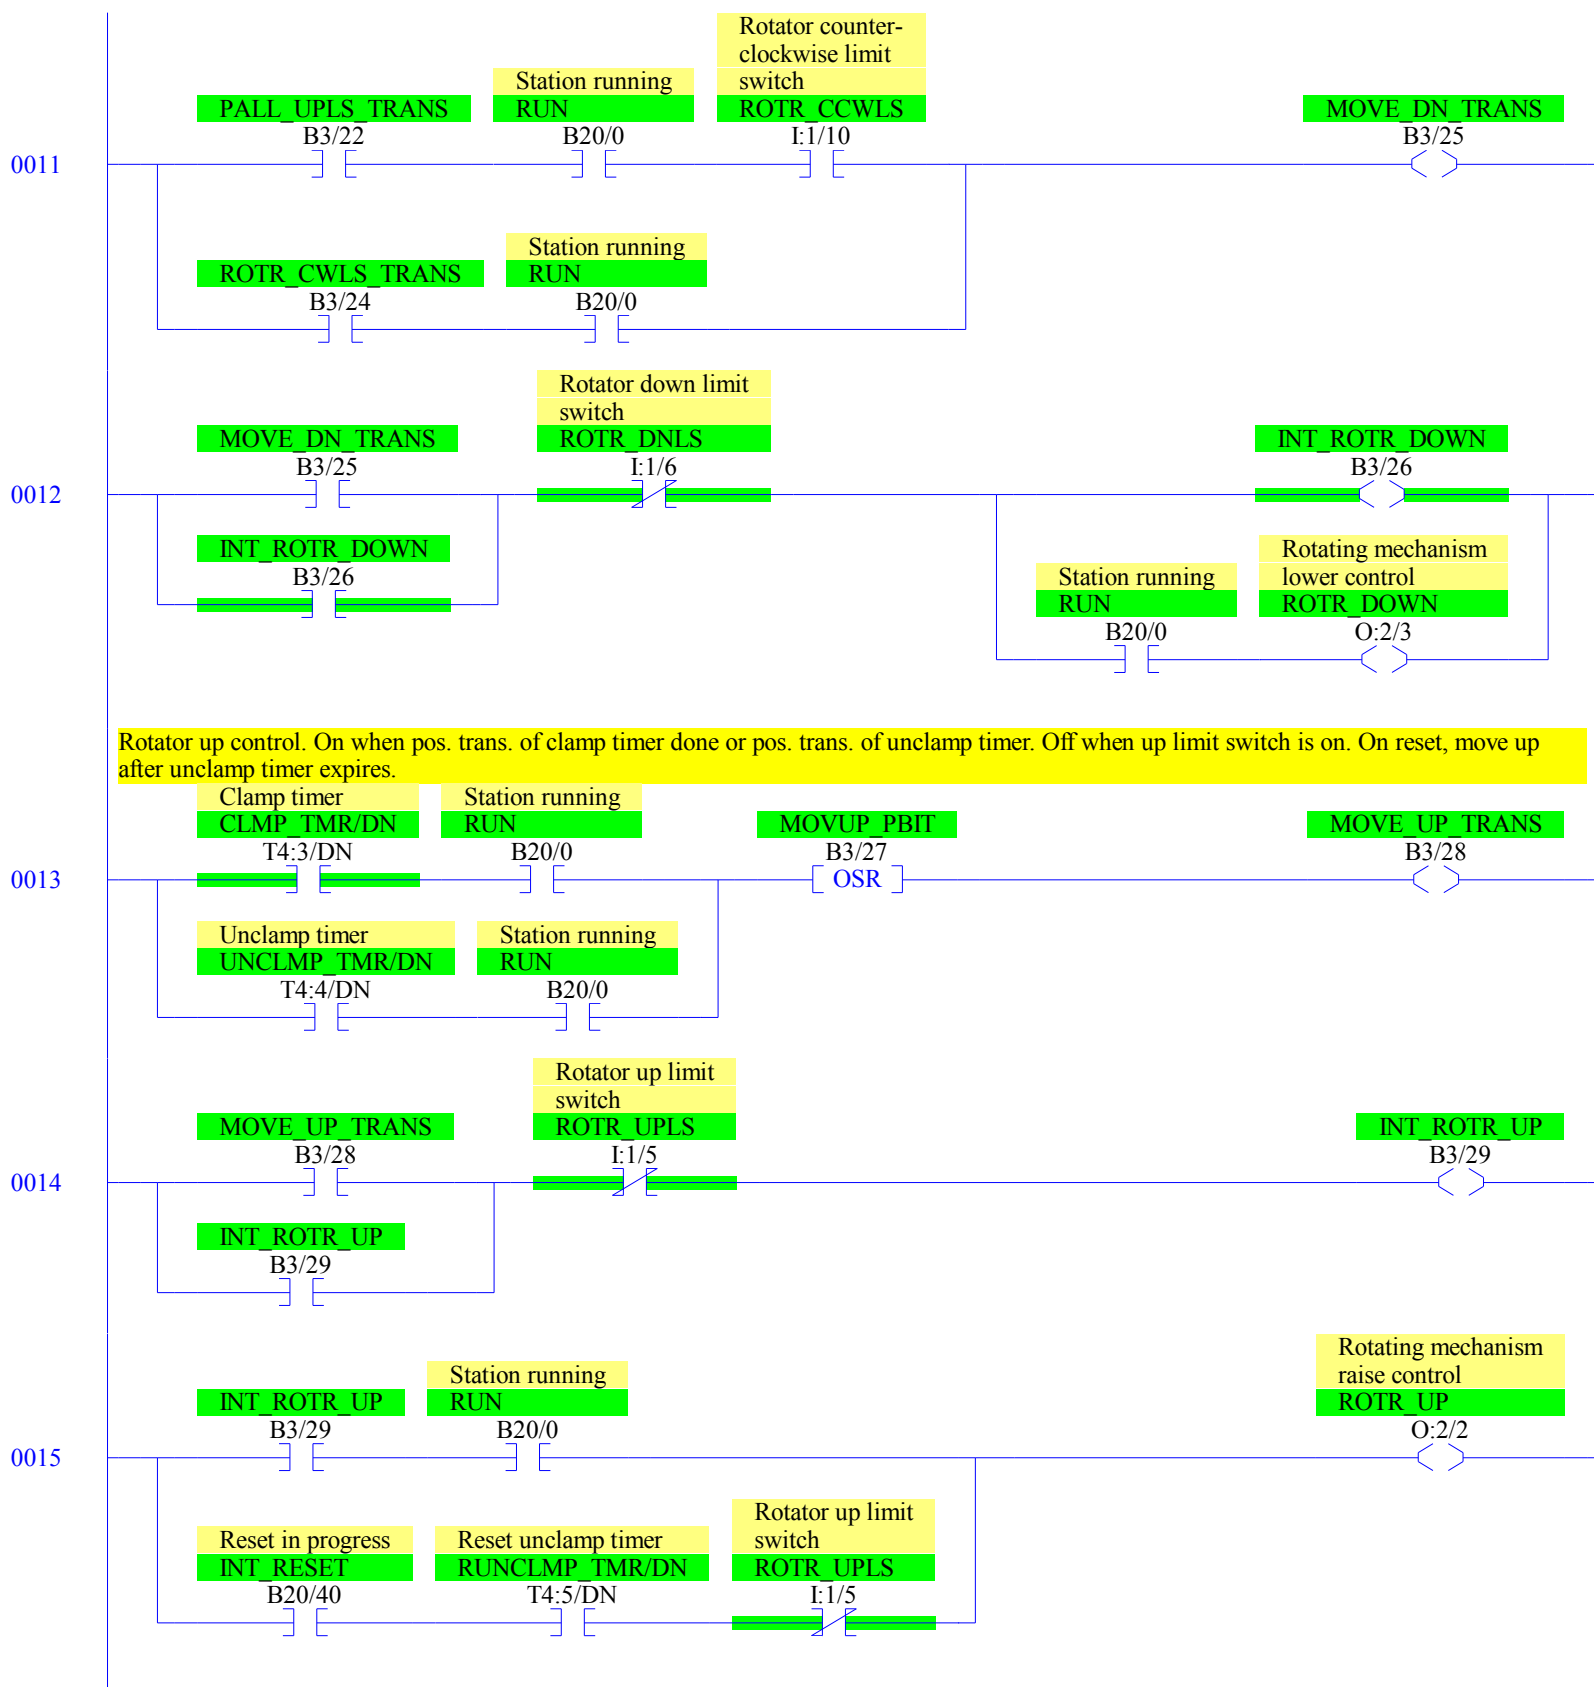 Rotator counter-
clockwise limit
Station running switch
PALL_UPLS_TRANS RUN ROTR_CCWLS MOVE_DN_TRANS
B3/22 B20/0 I:1/10 B3/25
0011
Station running
ROTR_CWLS_TRANS RUN
B3/24 B20/0
Rotator down limit
switch
MOVE_DN_TRANS ROTR_DNLS INT_ROTR_DOWN
B3/25 I:1/6 B3/26
0012
INT_ROTR_DOWN Rotating mechanism
B3/26 Station running lower control
RUN ROTR_DOWN
B20/0 O:2/3
Rotator up control. On when pos. trans. of clamp timer done or pos. trans. of unclamp timer. Off when up limit switch is on. On reset, move up
after unclamp timer expires.
Clamp timer Station running
CLMP_TMR/DN RUN MOVUP_PBIT MOVE_UP_TRANS
T4:3/DN B20/0 B3/27 B3/28
0013 OSR
Unclamp timer Station running
UNCLMP_TMR/DN RUN
T4:4/DN B20/0
Rotator up limit
switch
MOVE_UP_TRANS ROTR_UPLS INT_ROTR_UP
B3/28 I:1/5 B3/29
0014
INT_ROTR_UP
B3/29
Rotating mechanism
Station running raise control
INT_ROTR_UP RUN ROTR_UP
B3/29 B20/0 O:2/2
0015
Rotator up limit
Reset in progress Reset unclamp timer switch
INT_RESET RUNCLMP_TMR/DN ROTR_UPLS
B20/40 T4:5/DN I:1/5